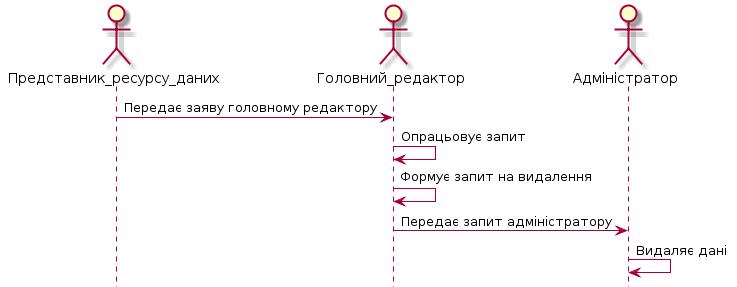 Представник_ресурсу_даних
Головний_редактор
Адміністратор
Передає заяву головному редактору
Опрацьовує запит
Формує запит на видалення
Передає запит адміністратору
Видаляє дані